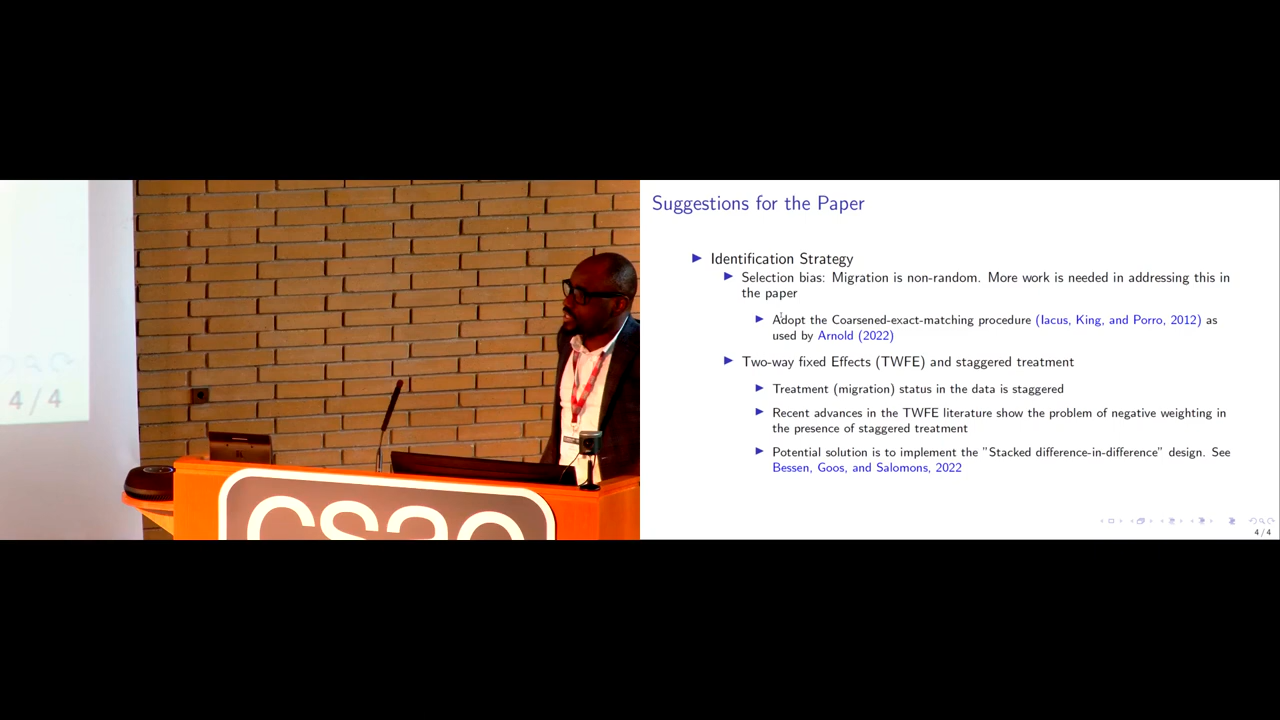 4 / 4
csae
Suggestions for the Paper
Identification Strategy
Selection bias: Migration is non-random. More work is needed in addressing this in
the paper
Adopt the Coarsened-exact-matching procedure (Iacus, King, and Porro, 2012) as
used by Arnold (2022)
Two-way fixed Effects (TWFE) and staggered treatment
Treatment (migration) status in the data is staggered
Recent advances in the TWFE literature show the problem of negative weighting in
the presence of staggered treatment
Potential solution is to implement the "Stacked difference-in-difference" design. See
Bessen, Goos, and Salomons, 2022
4 / 4